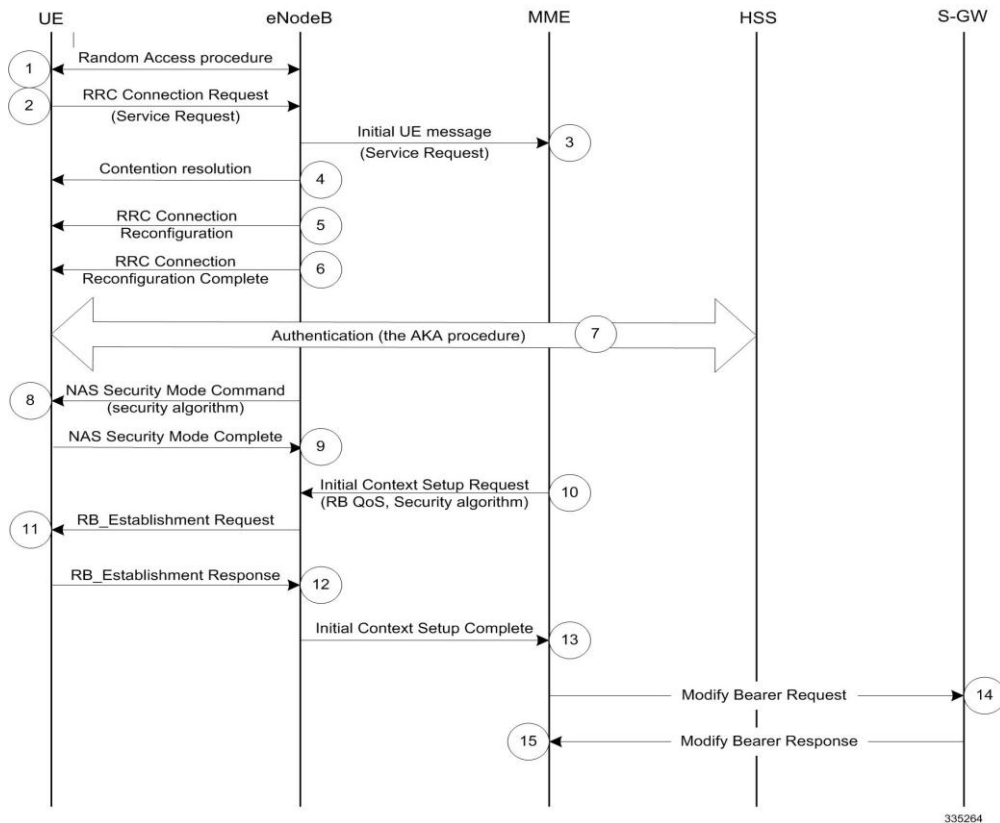 UE eNodeB MME HSS S-GW
1 Random Access procedure
2 RRC Connection Request
(Service Request)
Initial UE message 3
(Service Request)
Contention resolution 4
RRC Connection 5
Reconfiguration
RRC Connection 6
Reconfiguration Complete
Authentication (the AKA procedure) 7
8 NAS Security Mode Command
(security algorithm)
NAS Security Mode Complete 9
Initial Context Setup Request 10
(RB QoS, Security algorithm)
11 RB_Establishment Request
RB_Establishment Response 12
Initial Context Setup Complete 13
Modify Bearer Request 14
15 Modify Bearer Response
335264